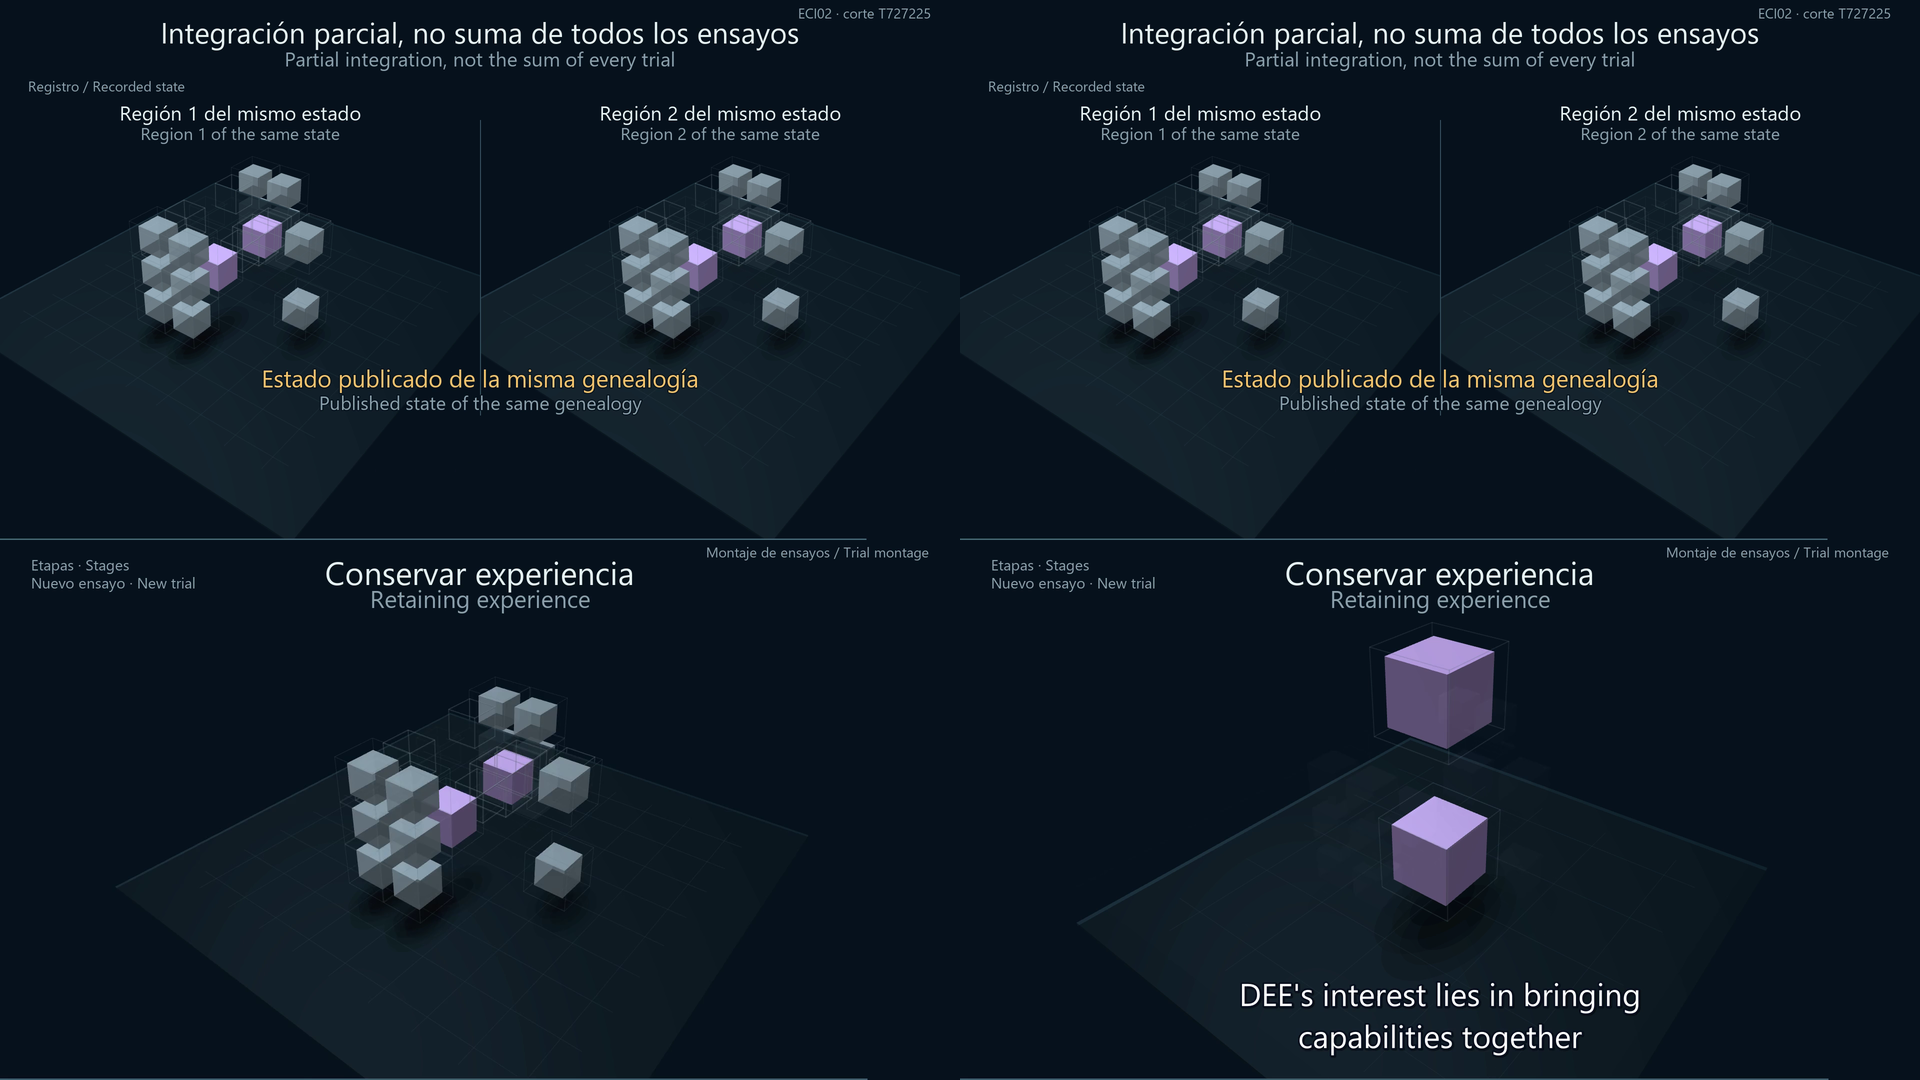 ECI02 · corte T727225
Integración parcial, no suma de todos los ensayos
Partial integration, not the sum of every trial
Registro / Recorded state
Región 1 del mismo estado
Region 1 of the same state
Región 2 del mismo estado
Region 2 of the same state
Estado publicado de la misma genealogía
Published state of the same genealogy
ECI02 · corte T727225
Integración parcial, no suma de todos los ensayos
Partial integration, not the sum of every trial
Registro / Recorded state
Región 1 del mismo estado
Region 1 of the same state
Región 2 del mismo estado
Region 2 of the same state
Estado publicado de la misma genealogía
Published state of the same genealogy
Montaje de ensayos / Trial montage
Etapas · Stages
Nuevo ensayo · New trial
Conservar experiencia
Retaining experience
Montaje de ensayos / Trial montage
Etapas · Stages
Nuevo ensayo · New trial
Conservar experiencia
Retaining experience
DEE's interest lies in bringing
capabilities together